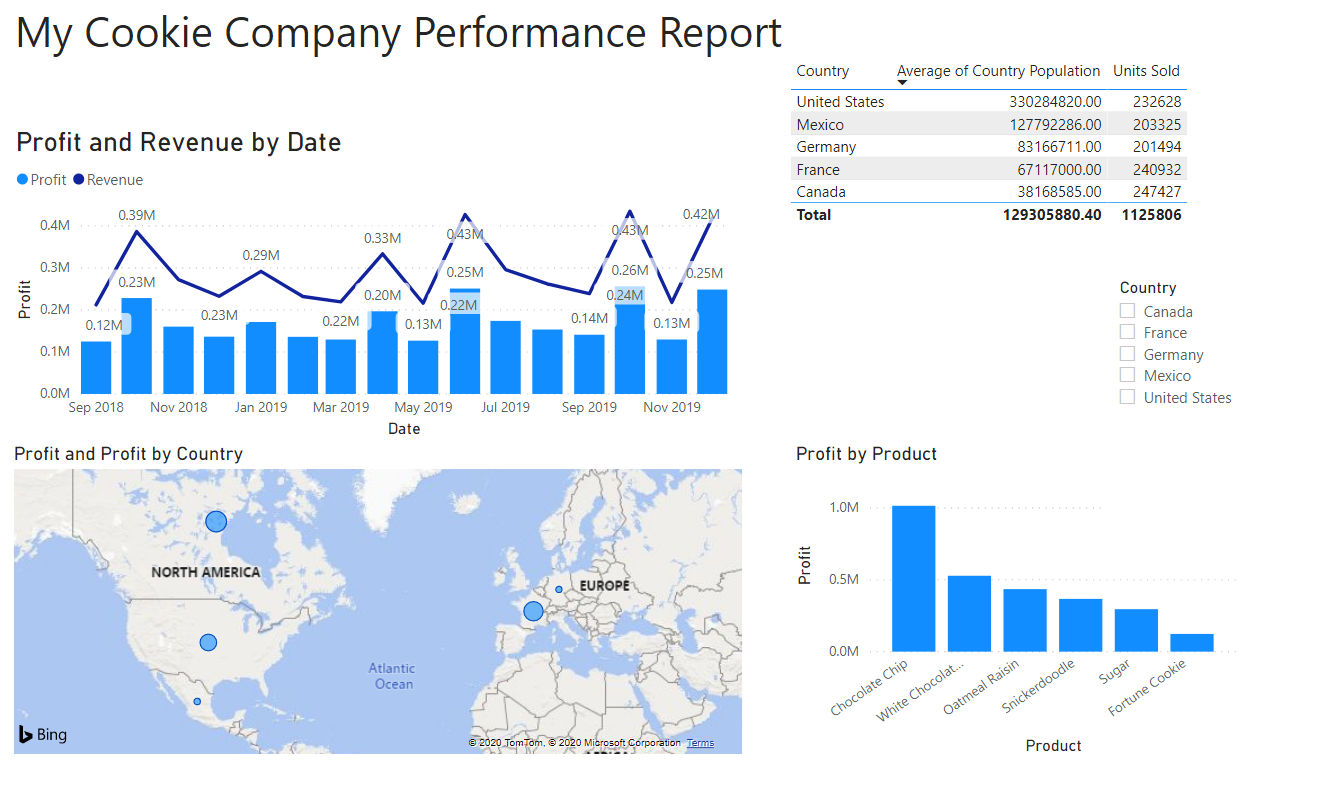 My Cookie Company Performance Report
Country Average of Country Population Units Sold
United States 330284820.00 232628
Mexico 127792286.00 203325
Germany 83166711.00 201494
France 67117000.00 240932
Canada 38168585.00 247427
Total 129305880.40 1125806
Profit and Revenue by Date
Profit Revenue
0.4M
0.3M
0.2M
0.1M
0.0M
Profit
0.39M
0.29M
0.33M
0.43M
0.43M
0.42M
0.23M
0.25M
0.26M
0.25M
0.20M
0.22M
0.24M
0.12M
0.23M
0.22M
0.13M
0.14M
0.13M
Sep 2018 Nov 2018 Jan 2019 Mar 2019 May 2019 Jul 2019 Sep 2019 Nov 2019
Date
Country
Canada
France
Germany
Mexico
United States
Profit and Profit by Country
NORTH AMERICA
EUROPE
Atlantic
Ocean
Bing
© 2020 TomTom, © 2020 Microsoft Corporation Terms
Profit by Product
1.0M
0.5M
0.0M
Profit
Chocolate Chip
White Chocolat...
Oatmeal Raisin
Snickerdoodle
Sugar
Fortune Cookie
Product